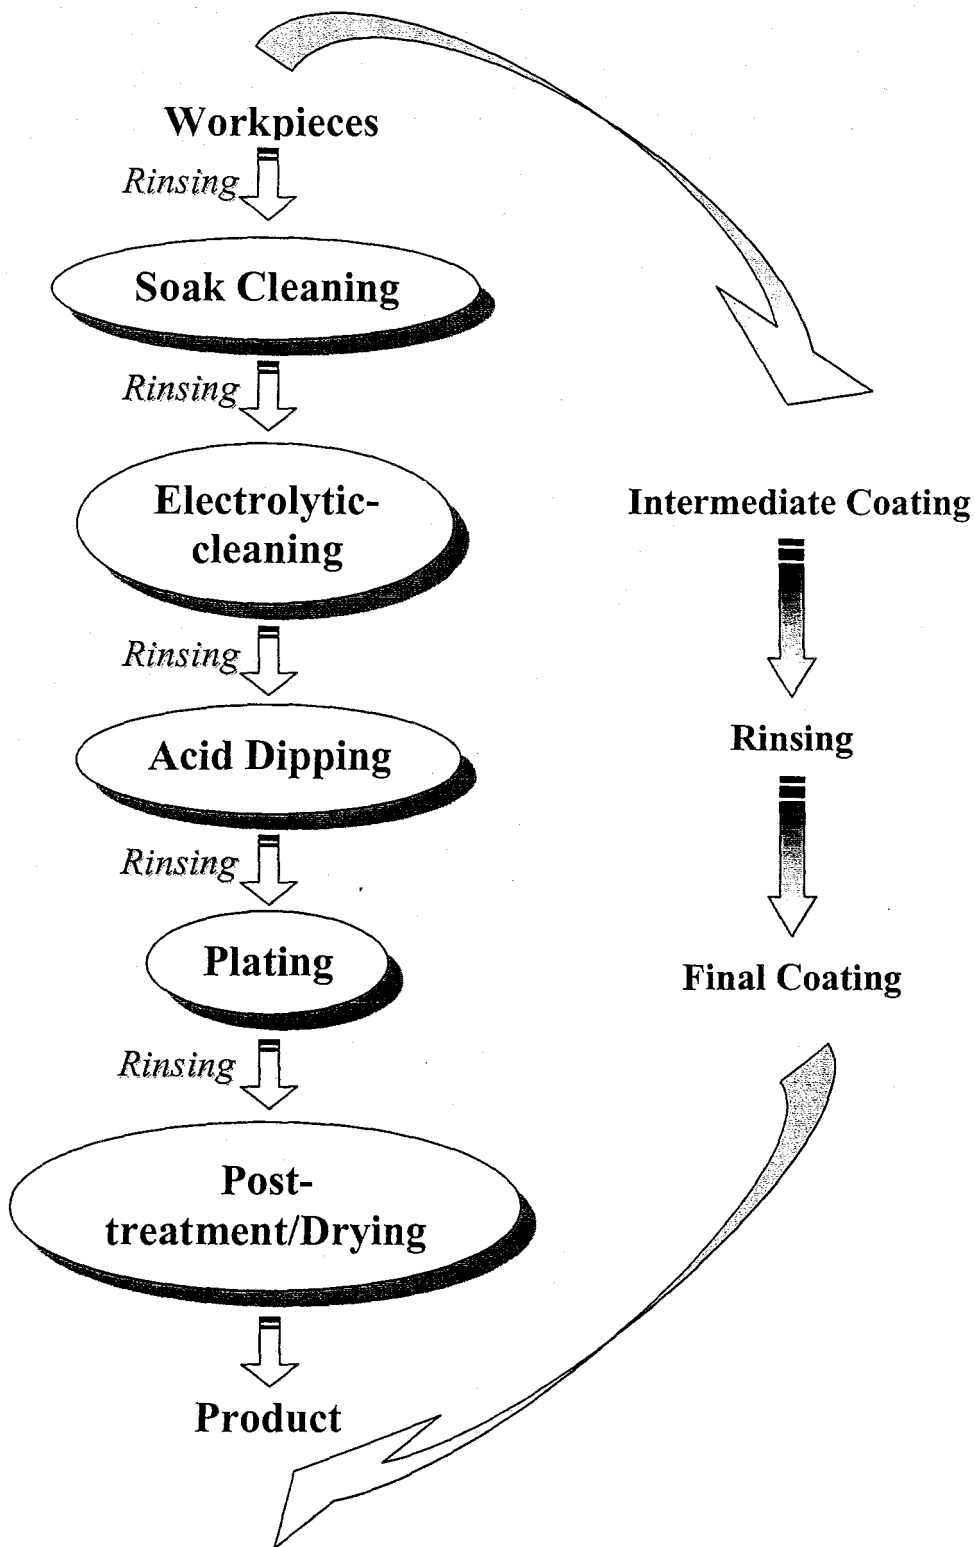 Workpieces
Rinsing
Soak Cleaning
Rinsing
Electrolytic-
cleaning
Rinsing
Acid Dipping
Rinsing
Plating
Rinsing
Post-
treatment/Drying
Product
Intermediate Coating
Rinsing
Final Coating